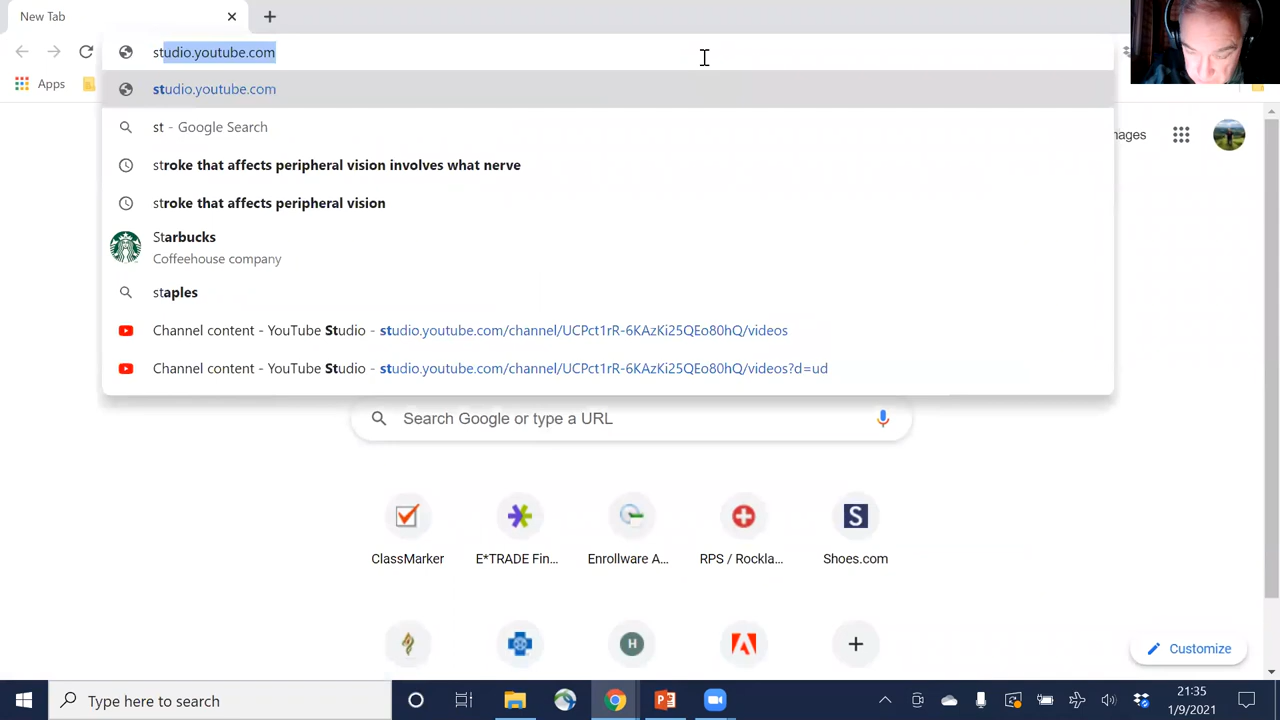 New Tab
studio.youtube.com
Apps
studio.youtube.com
st - Google Search
stroke that affects peripheral vision involves what nerve
stroke that affects peripheral vision
Starbucks
Coffeehouse company
staples
Channel content - YouTube Studio - studio.youtube.com/channel/UCPct1rR-6KAzKi25QEo80hQ/videos
Channel content - YouTube Studio - studio.youtube.com/channel/UCPct1rR-6KAzKi25QEo80hQ/videos?d=ud
Search Google or type a URL
ClassMarker
E*TRADE Fin...
Enrollware A...
RPS / Rockla...
S
Shoes.com
H
Customize
Type here to search
21:35
1/9/2021